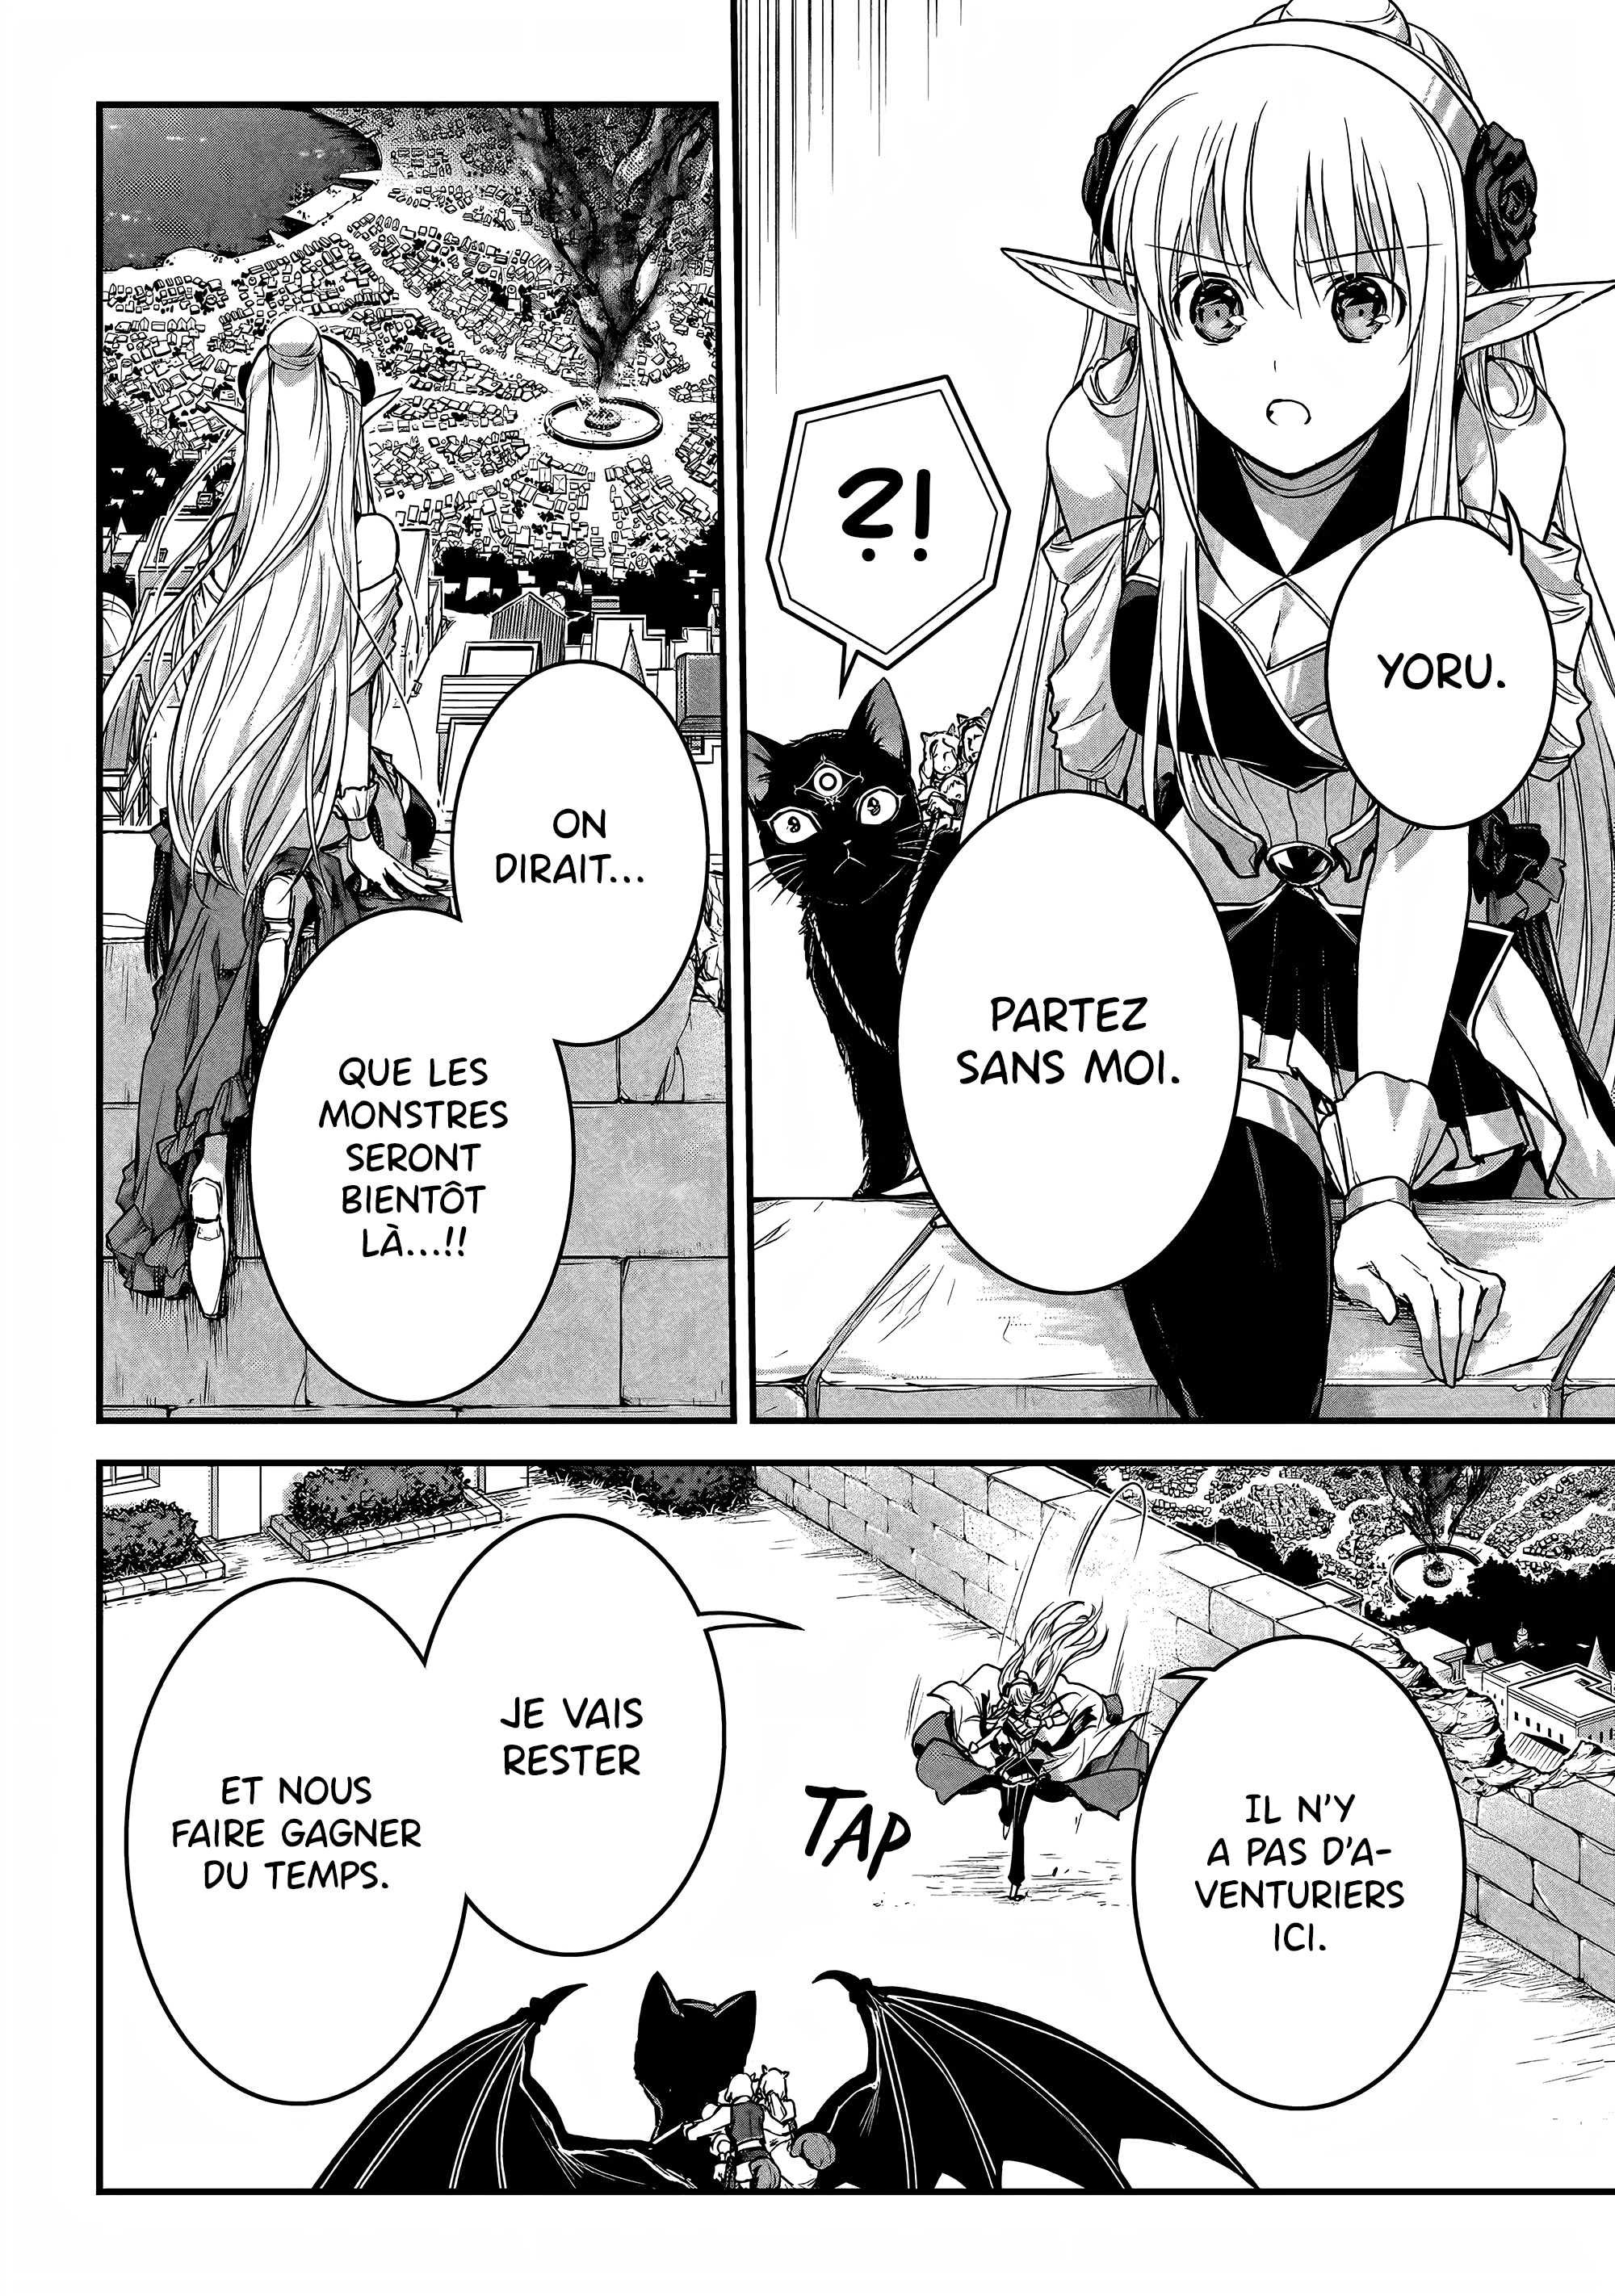 YORU.
PARTEZ
SANS MOI.
?!
ON
DIRAIT...
QUE LES
MONSTRES
SERONT
BIENTÔT
LÀ...!!
IL N'Y
A PAS D'A-
VENTURIERS
ICI.
TAP
JE VAIS
RESTER
ET NOUS
FAIRE GAGNER
DU TEMPS.